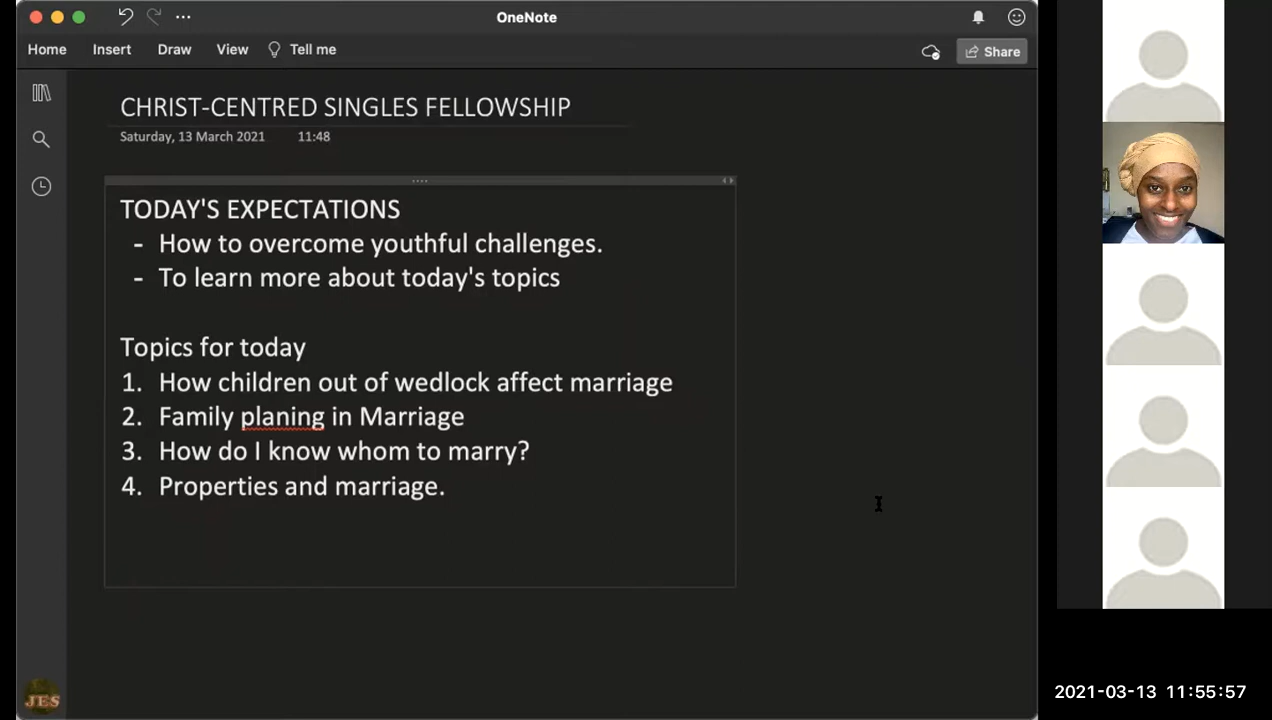 OneNote
Home Insert Draw View Tell me Share
CHRIST-CENTRED SINGLES FELLOWSHIP
Saturday, 13 March 2021 11:48
TODAY'S EXPECTATIONS
- How to overcome youthful challenges.
- To learn more about today's topics
Topics for today
1. How children out of wedlock affect marriage
2. Family planing in Marriage
3. How do I know whom to marry?
4. Properties and marriage.
JES
2021-03-13 11:55:57